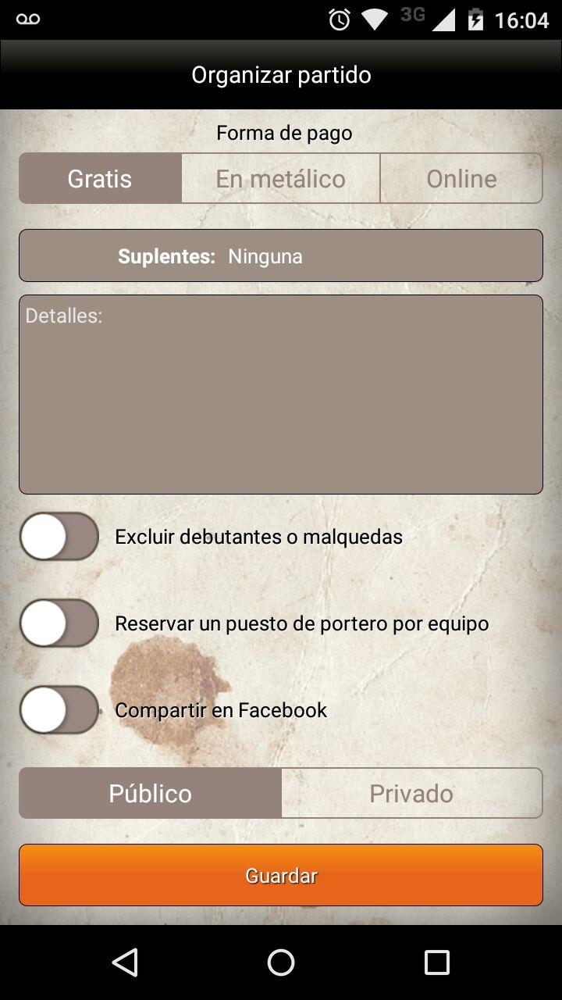 3G 16:04
Organizar partido
Forma de pago
Gratis En metálico Online
Suplentes: Ninguna
Detalles:
Excluir debutantes o malquedas
Reservar un puesto de portero por equipo
Compartir en Facebook
Público Privado
Guardar